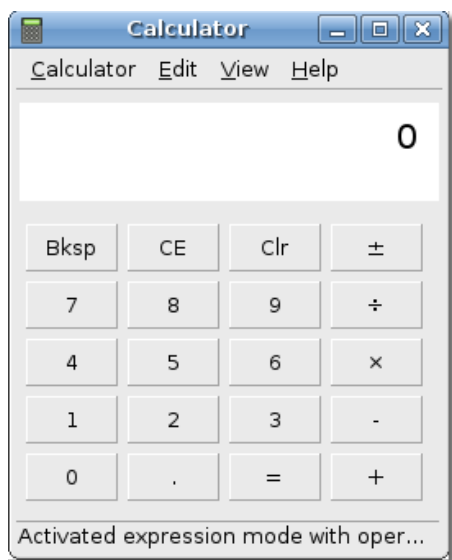 Calculator
Calculator Edit View Help
0
Bksp CE Clr ±
7 8 9 ÷
4 5 6 ×
1 2 3 -
0 . = +
Activated expression mode with oper...